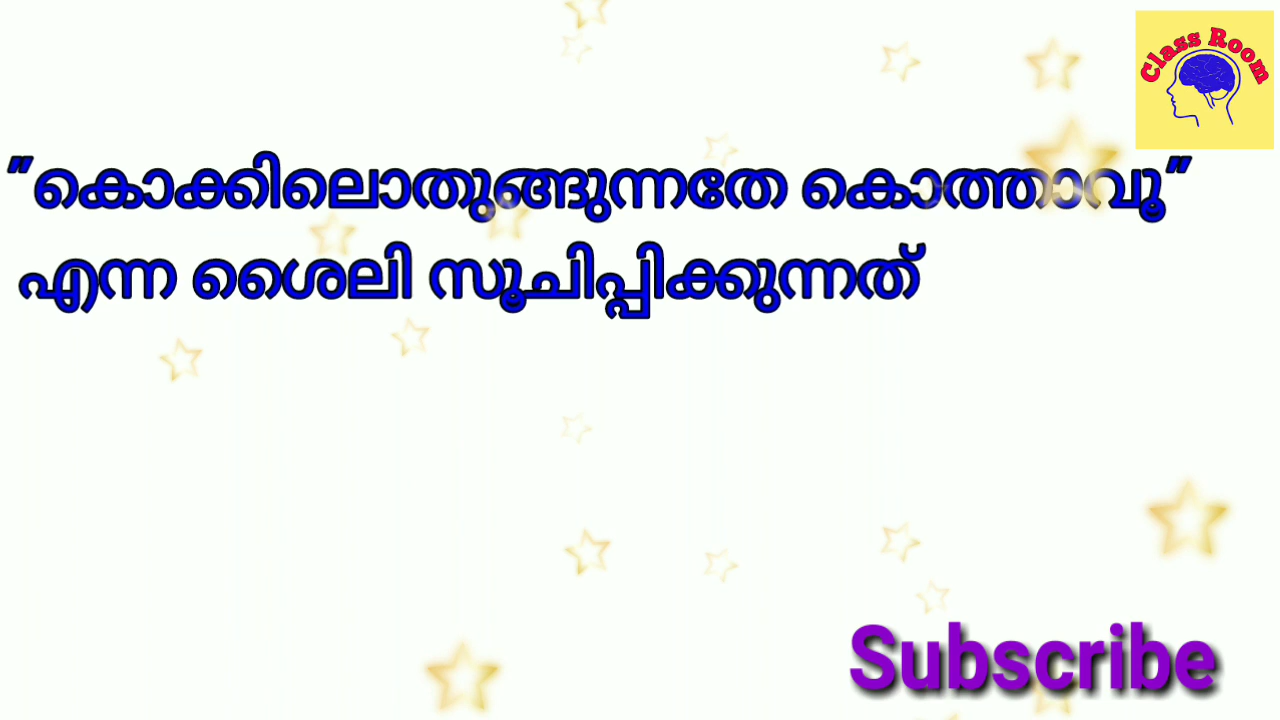 Class Room
"കൊക്കിലൊതുങ്ങുന്നതേ കൊത്താവൂ"
എന്ന ശൈലി സൂചിപ്പിക്കുന്നത്
Subscribe